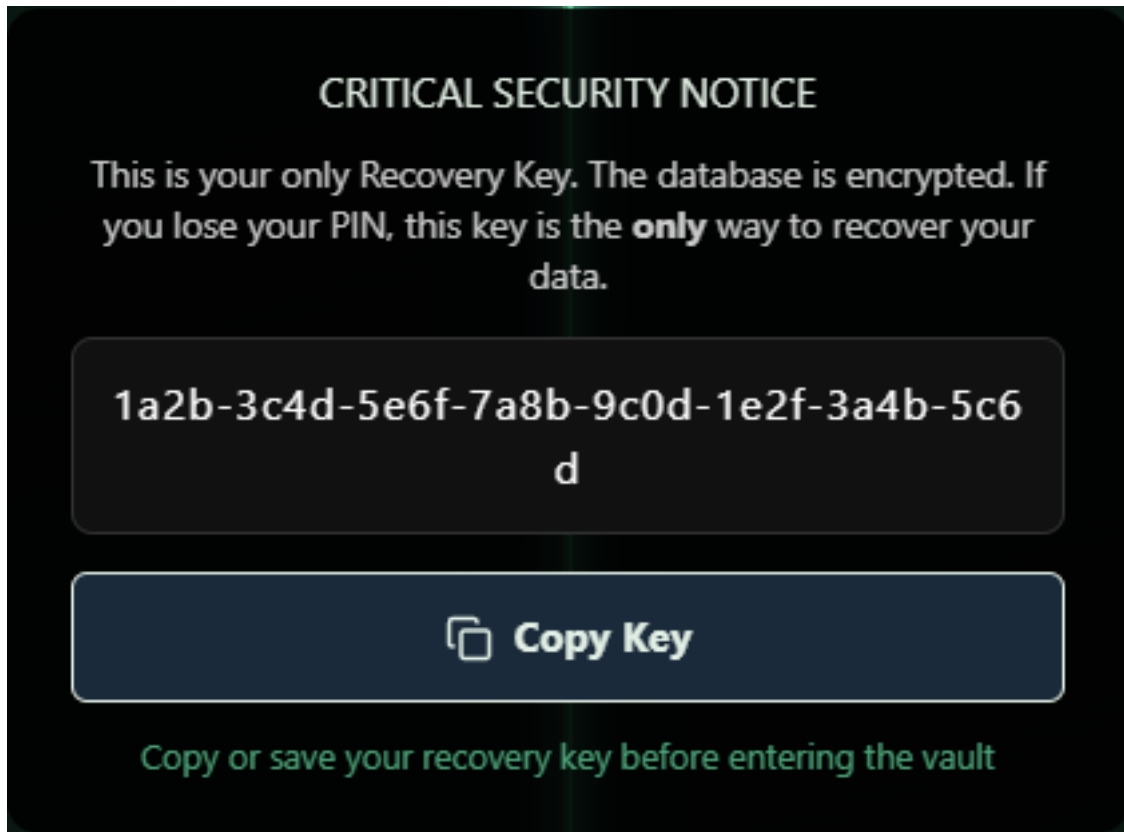 CRITICAL SECURITY NOTICE
This is your only Recovery Key. The database is encrypted. If
you lose your PIN, this key is the only way to recover your
data.
1a2b-3c4d-5e6f-7a8b-9c0d-1e2f-3a4b-5c6
d
Copy Key
Copy or save your recovery key before entering the vault